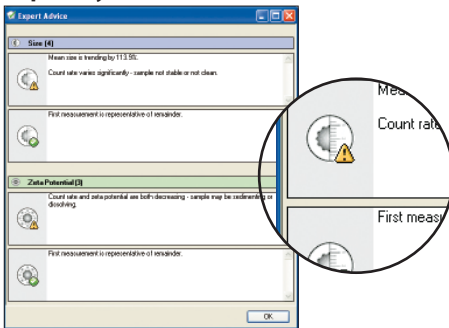 Expert Advice
Size (4)
Mean size is trending by 113.9%.
Count rate varies significantly - sample not stable or not clean.
First measurement is representative of remainder.
Zeta Potential (3)
Count rate and zeta potential are both decreasing - sample may be sedimenting or
dissolving.
First measurement is representative of remainder.
OK
Mea
Count rate
First meas